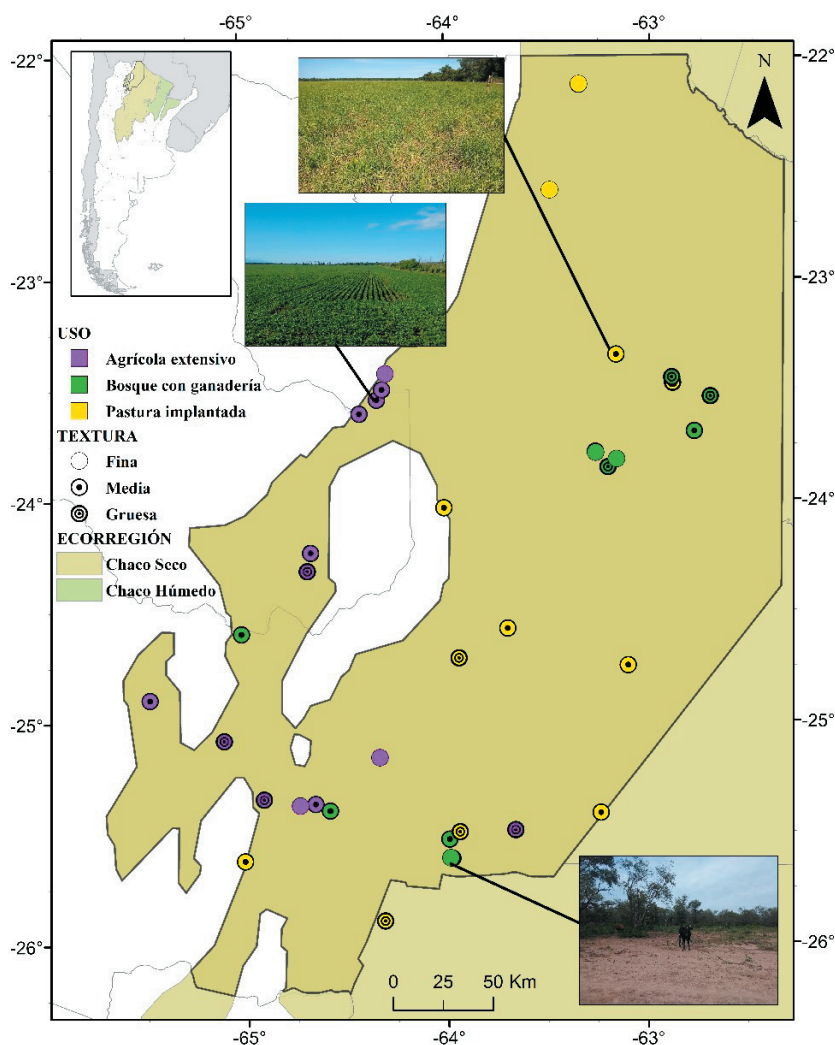 -65° -64° -63°
N
-22° -22°
-23° -23°
USO
Agrícola extensivo
Bosque con ganadería
Pastura implantada
TEXTURA
Fina
Media
Gruesa
-24° -24°
ECORREGIÓN
Chaco Seco
Chaco Húmedo
-25° -25°
-26° -26°
0 25 50 Km
-65° -64° -63°